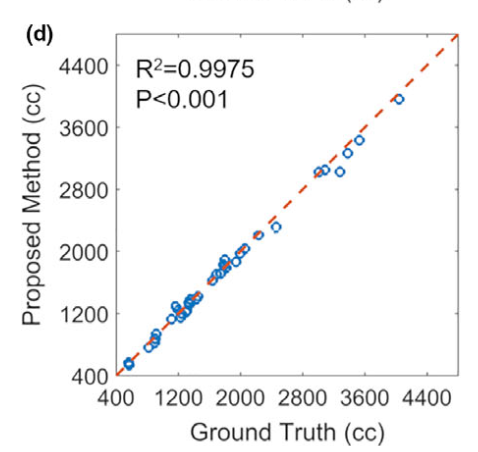 (d)
R²=0.9975
P<0.001
Proposed Method (cc)
4400
3600
2800
2000
1200
400
400 1200 2000 2800 3600 4400
Ground Truth (cc)